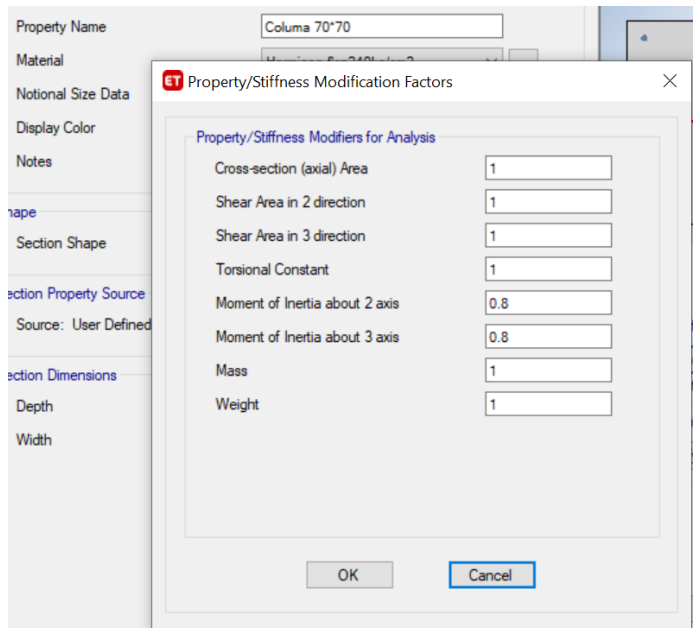 Property Name
Columa 70*70
Material
Notional Size Data
Display Color
Notes
hape
Section Shape
ection Property Source
Source: User Defined
ection Dimensions
Depth
Width
ET Property/Stiffness Modification Factors
Property/Stiffness Modifiers for Analysis
Cross-section (axial) Area 1
Shear Area in 2 direction 1
Shear Area in 3 direction 1
Torsional Constant 1
Moment of Inertia about 2 axis 0.8
Moment of Inertia about 3 axis 0.8
Mass 1
Weight 1
OK Cancel